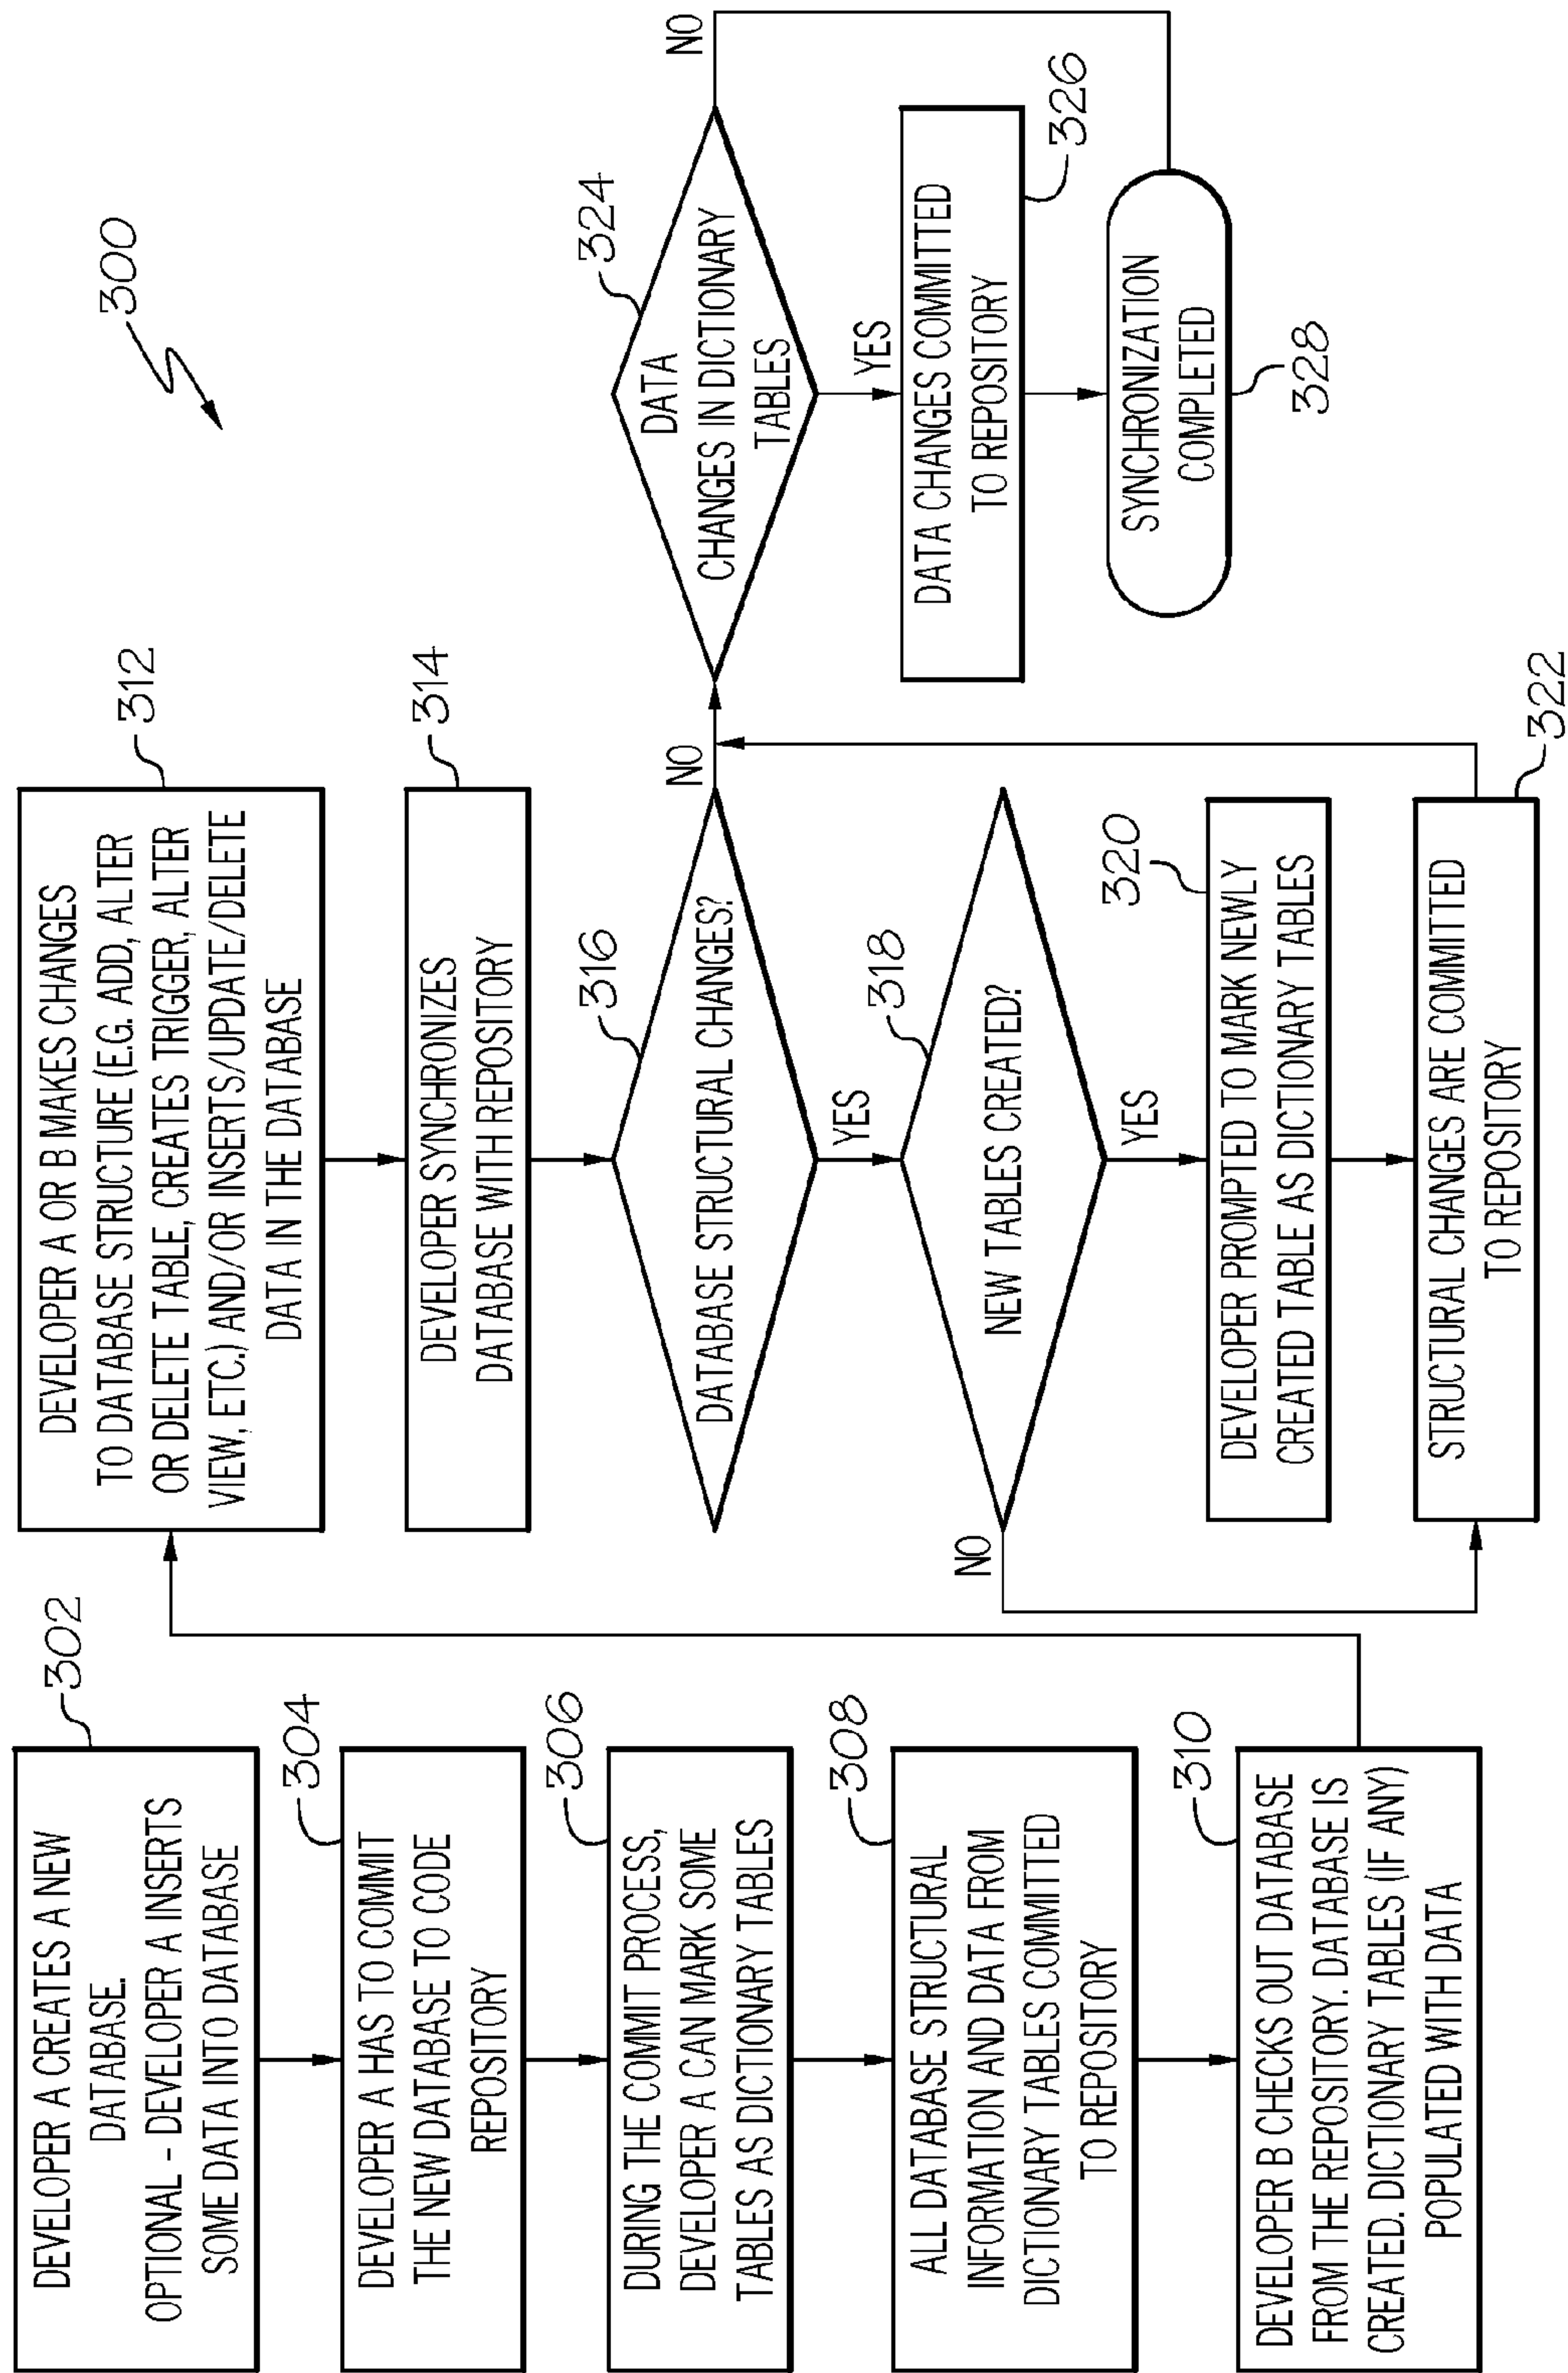 300
302
DEVELOPER A CREATES A NEW
DATABASE.
OPTIONAL - DEVELOPER A INSERTS
SOME DATA INTO DATABASE
304
DEVELOPER A HAS TO COMMIT
THE NEW DATABASE TO CODE
REPOSITORY
306
DURING THE COMMIT PROCESS,
DEVELOPER A CAN MARK SOME
TABLES AS DICTIONARY TABLES
308
ALL DATABASE STRUCTURAL
INFORMATION AND DATA FROM
DICTIONARY TABLES COMMITTED
TO REPOSITORY
310
DEVELOPER B CHECKS OUT DATABASE
FROM THE REPOSITORY. DATABASE IS
CREATED. DICTIONARY TABLES (IF ANY)
POPULATED WITH DATA
312
DEVELOPER A OR B MAKES CHANGES
TO DATABASE STRUCTURE (E.G. ADD, ALTER
OR DELETE TABLE, CREATES TRIGGER, ALTER
VIEW, ETC.) AND/OR INSERTS/UPDATE/DELETE
DATA IN THE DATABASE
314
DEVELOPER SYNCHRONIZES
DATABASE WITH REPOSITORY
316
DATABASE STRUCTURAL CHANGES?
NO
YES
318
NEW TABLES CREATED?
NO
YES
320
DEVELOPER PROMPTED TO MARK NEWLY
CREATED TABLE AS DICTIONARY TABLES
322
STRUCTURAL CHANGES ARE COMMITTED
TO REPOSITORY
324
DATA
CHANGES IN DICTIONARY
TABLES
NO
YES
326
DATA CHANGES COMMITTED
TO REPOSITORY
SYNCHRONIZATION
COMPLETED
328